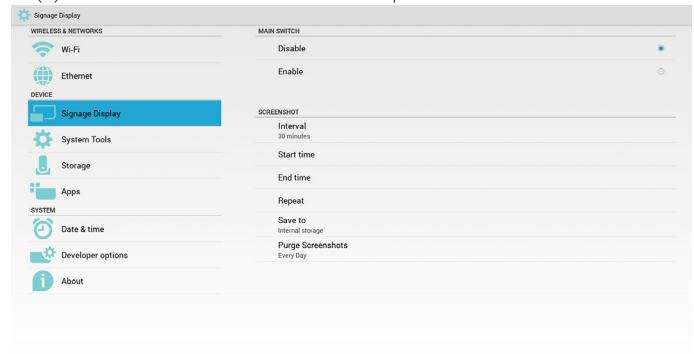 Signage Display
WIRELESS & NETWORKS
Wi-Fi
Ethernet
DEVICE
Signage Display
System Tools
Storage
Apps
SYSTEM
Date & time
Developer options
About
MAIN SWITCH
Disable
Enable
SCREENSHOT
Interval
30 minutes
Start time
End time
Repeat
Save to
Internal storage
Purge Screenshots
Every Day